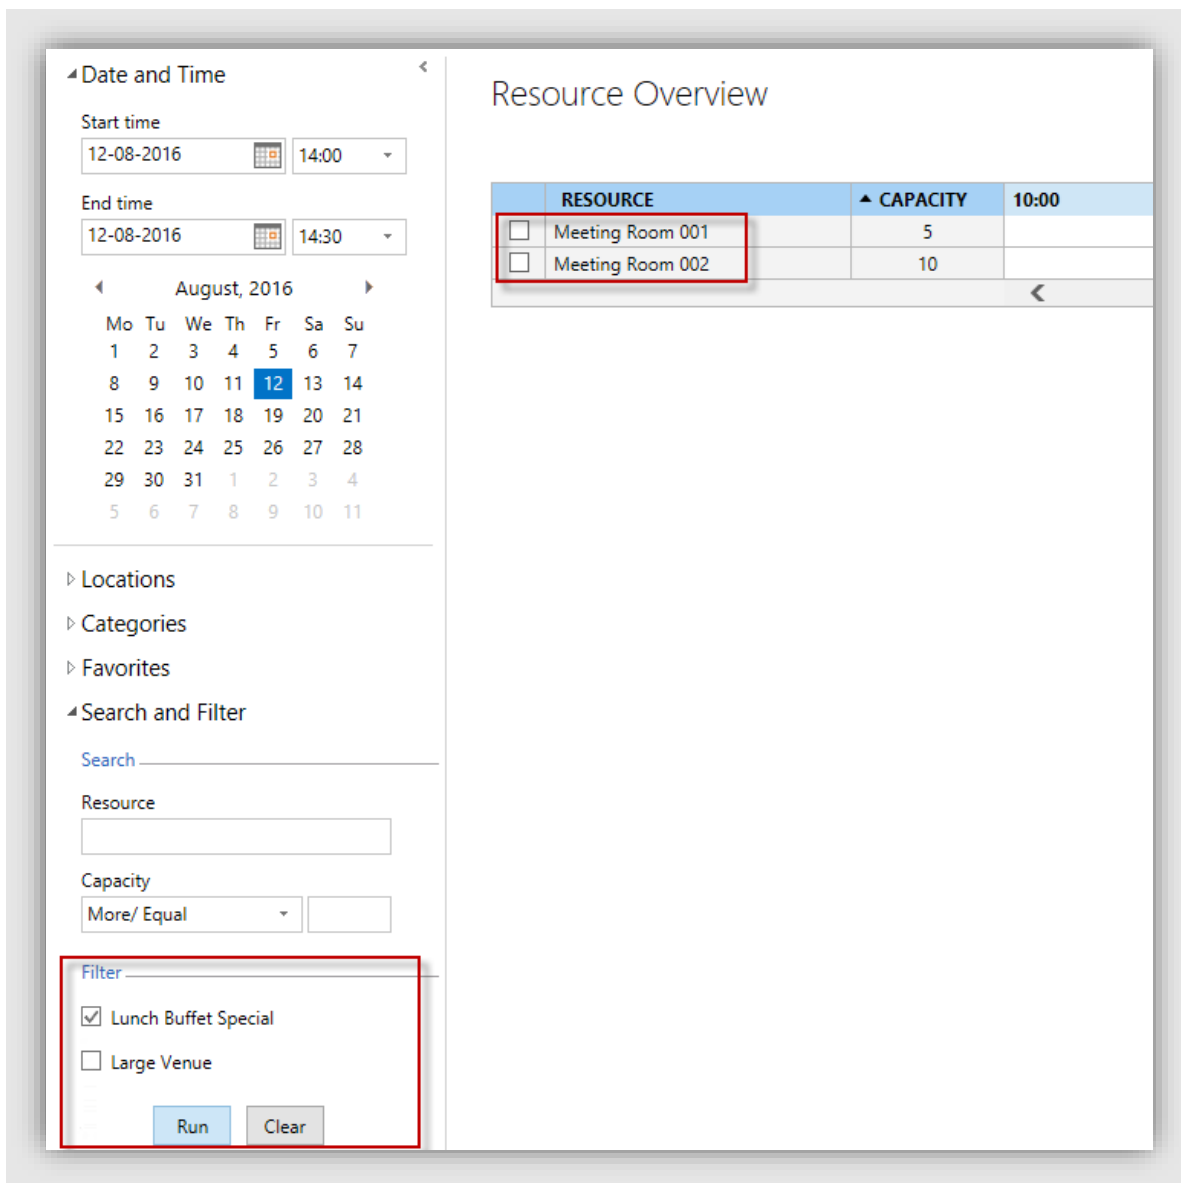 Date and Time
Start time
12-08-2016 14:00
End time
12-08-2016 14:30
August, 2016
Mo Tu We Th Fr Sa Su
1 2 3 4 5 6 7
8 9 10 11 12 13 14
15 16 17 18 19 20 21
22 23 24 25 26 27 28
29 30 31 1 2 3 4
5 6 7 8 9 10 11
Locations
Categories
Favorites
Search and Filter
Search
Resource
Capacity
More/ Equal
Filter
Lunch Buffet Special
Large Venue
Run Clear
Resource Overview
RESOURCE CAPACITY 10:00
Meeting Room 001 5
Meeting Room 002 10